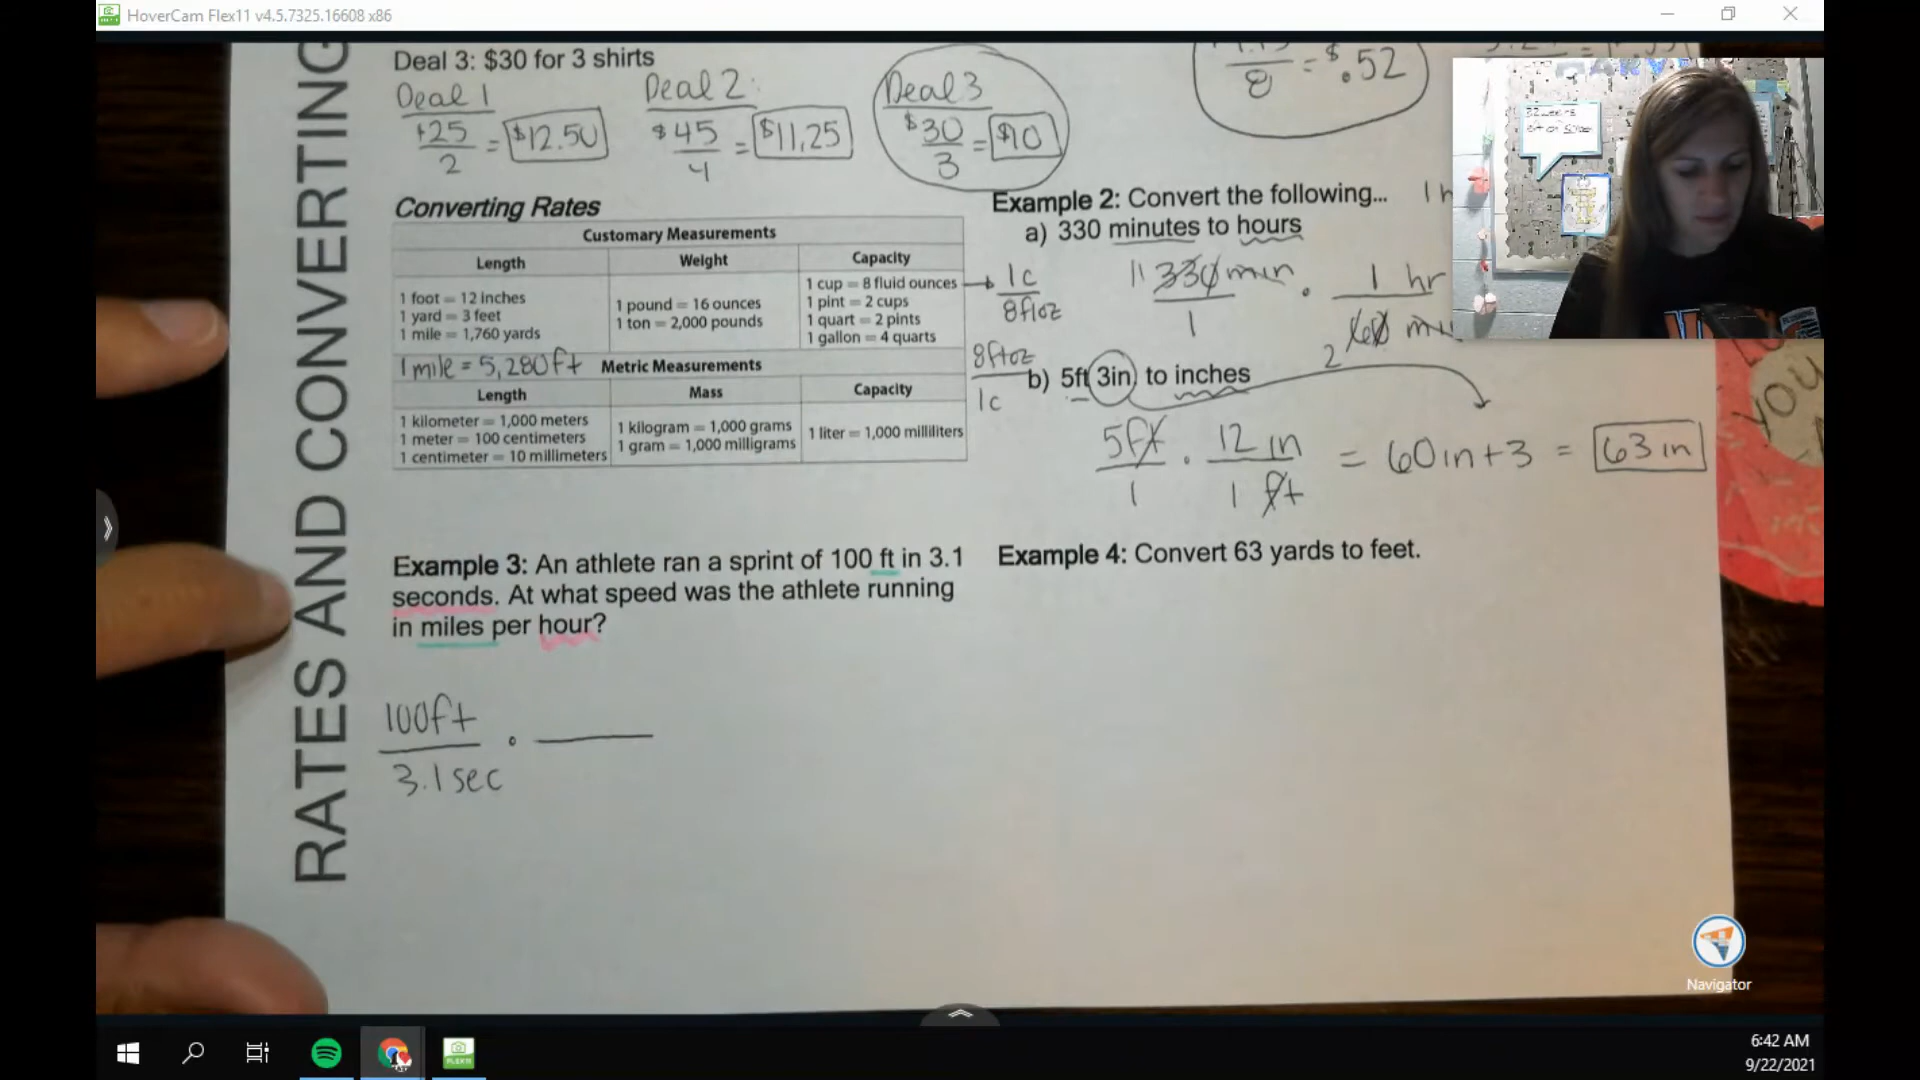 HoverCam Flex11 v4.5.7325.16608 x86
RATES AND CONVERTING
Deal 3: $30 for 3 shirts
Deal 1
$25/2 = $12.50
Deal 2:
$45/4 = $11.25
Deal 3
$30/3 = $10
8 = $.52
Converting Rates
Customary Measurements
Length
Weight
Capacity
1 foot = 12 inches
1 yard = 3 feet
1 mile = 1,760 yards
1 pound = 16 ounces
1 ton = 2,000 pounds
1 cup = 8 fluid ounces
1 pint = 2 cups
1 quart = 2 pints
1 gallon = 4 quarts
1 mile = 5,280ft
Metric Measurements
Length
Mass
Capacity
1 kilometer = 1,000 meters
1 meter = 100 centimeters
1 centimeter = 10 millimeters
1 kilogram = 1,000 grams
1 gram = 1,000 milligrams
1 liter = 1,000 milliliters
1c
8floz
8floz
1c
Example 2: Convert the following...
a) 330 minutes to hours
11 330 min · 1 hr
1
60
2
b) 5ft 3in to inches
5ft · 12 in = 60in+3 = 63 in
1 1 ft
Example 3: An athlete ran a sprint of 100 ft in 3.1
seconds. At what speed was the athlete running
in miles per hour?
100ft ·
3.1sec
Example 4: Convert 63 yards to feet.
YOU
Navigator
FLEX11
6:42 AM
9/22/2021